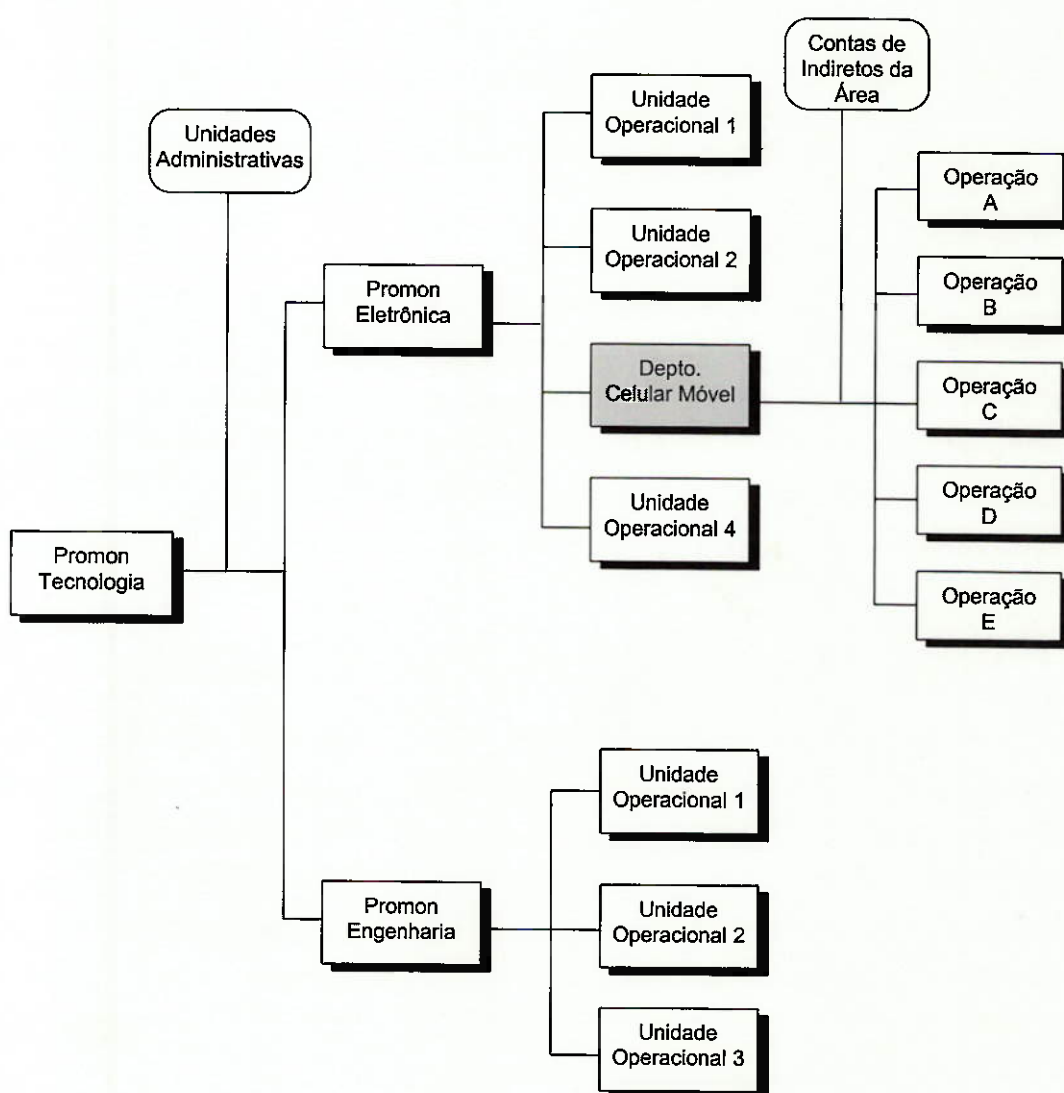 Contas de
Indiretos da
Área
Unidades
Administrativas
Unidade
Operacional 1
Operação
A
Unidade
Operacional 2
Promon
Eletrônica
Operação
B
Depto.
Celular Móvel
Operação
C
Unidade
Operacional 4
Operação
D
Promon
Tecnologia
Operação
E
Unidade
Operacional 1
Promon
Engenharia
Unidade
Operacional 2
Unidade
Operacional 3